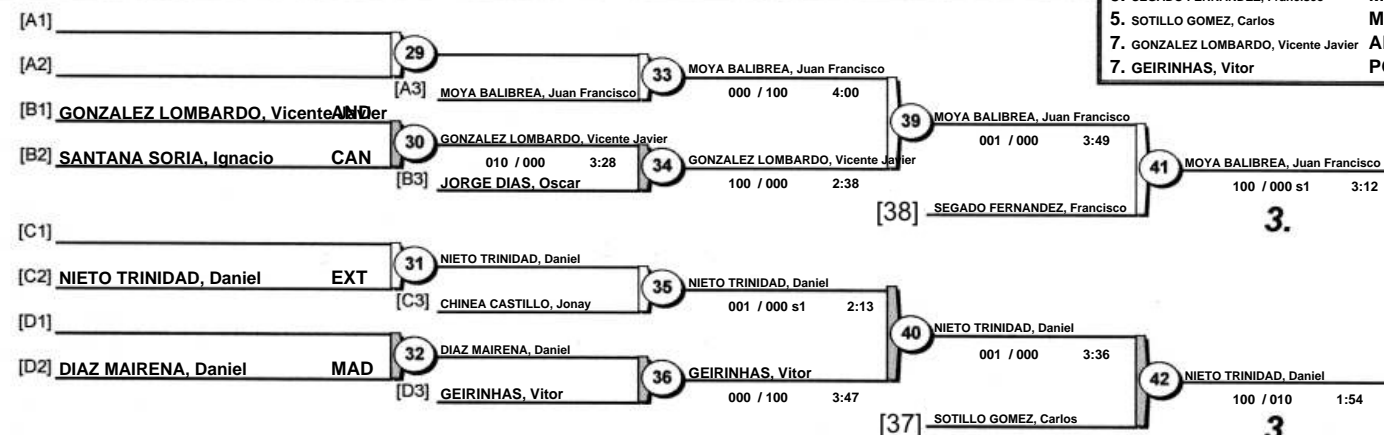 5. SOTILLO GOMEZ, Carlos
7. GONZALEZ LOMBARDO, Vicente Javier
7. GEIRINHAS, Vitor
[A1]
[A2]
29
[A3] MOYA BALIBREA, Juan Francisco
33
MOYA BALIBREA, Juan Francisco
000 / 100 4:00
[B1] GONZALEZ LOMBARDO, Vicente Javier AND
[B2] SANTANA SORIA, Ignacio CAN
30
GONZALEZ LOMBARDO, Vicente Javier
010 / 000 3:28
[B3] JORGE DIAS, Oscar
34
GONZALEZ LOMBARDO, Vicente Javier
100 / 000 2:38
39
MOYA BALIBREA, Juan Francisco
001 / 000 3:49
[38] SEGADO FERNANDEZ, Francisco
41
MOYA BALIBREA, Juan Francisco
100 / 000 s1 3:12
3.
[C1]
[C2] NIETO TRINIDAD, Daniel EXT
31
NIETO TRINIDAD, Daniel
[C3] CHINEA CASTILLO, Jonay
35
NIETO TRINIDAD, Daniel
001 / 000 s1 2:13
[D1]
[D2] DIAZ MAIRENA, Daniel MAD
32
DIAZ MAIRENA, Daniel
[D3] GEIRINHAS, Vitor
36
GEIRINHAS, Vitor
000 / 100 3:47
40
NIETO TRINIDAD, Daniel
001 / 000 3:36
[37] SOTILLO GOMEZ, Carlos
42
NIETO TRINIDAD, Daniel
100 / 010 1:54
3